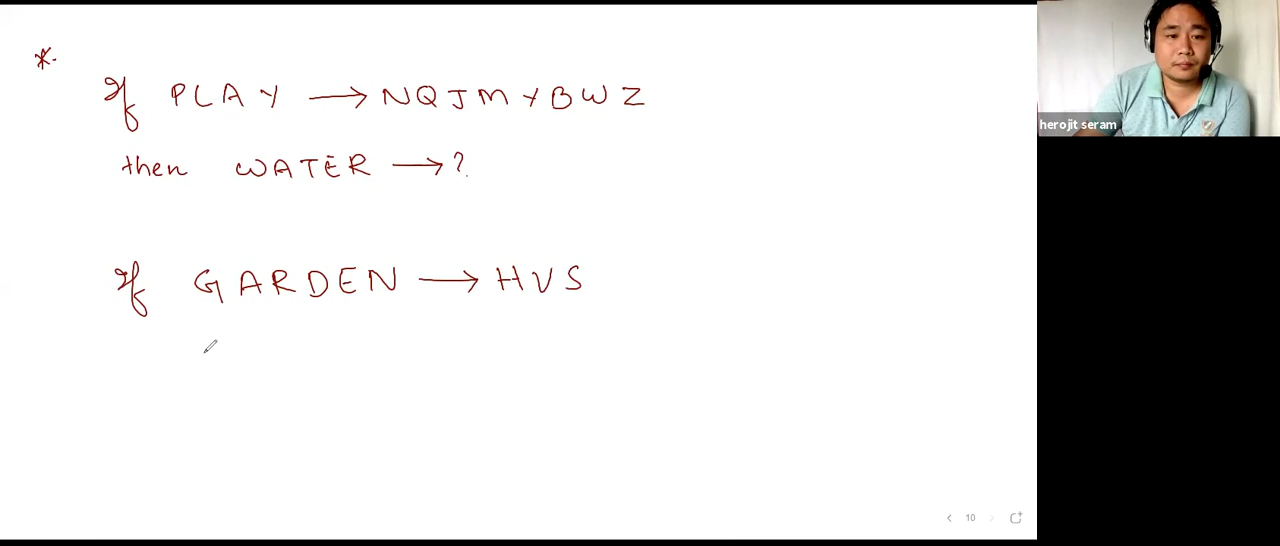 *.
If PLAY → NQJMYBWZ
herojit seram
then WATER → ?
If GARDEN → HVS
10